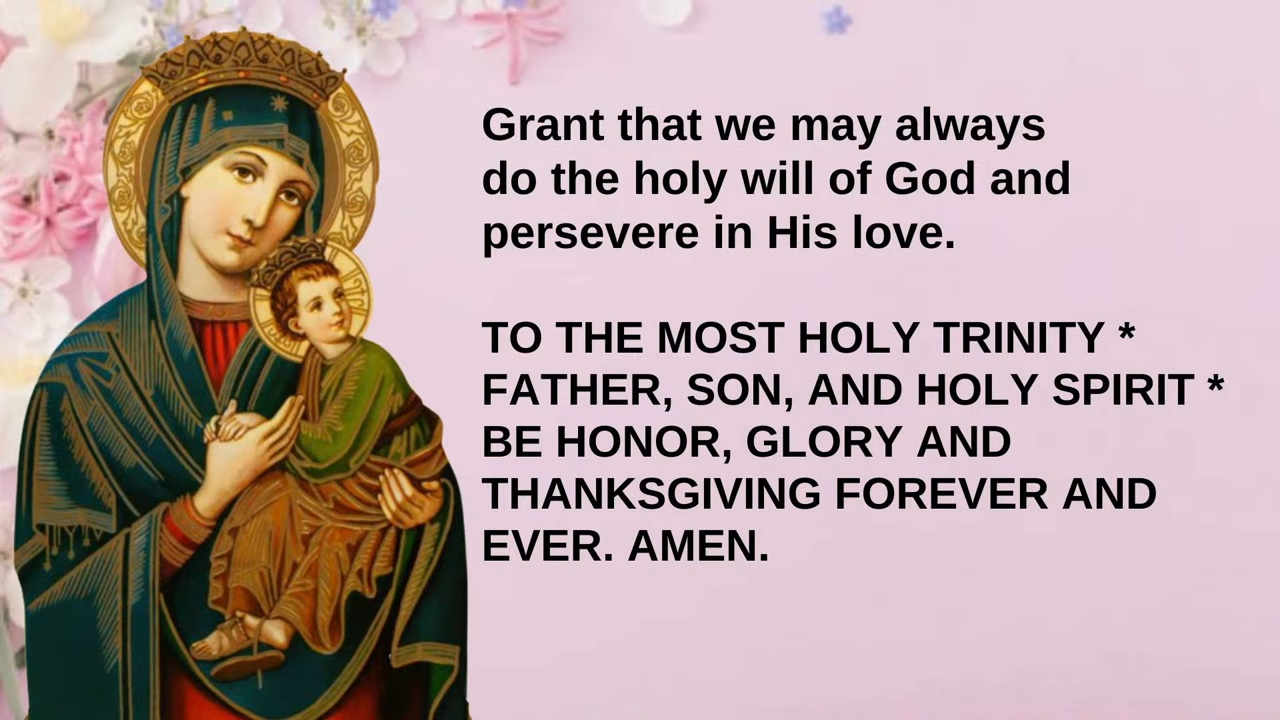 Grant that we may always
do the holy will of God and
persevere in His love.
TO THE MOST HOLY TRINITY *
FATHER, SON, AND HOLY SPIRIT *
BE HONOR, GLORY AND
THANKSGIVING FOREVER AND
EVER. AMEN.